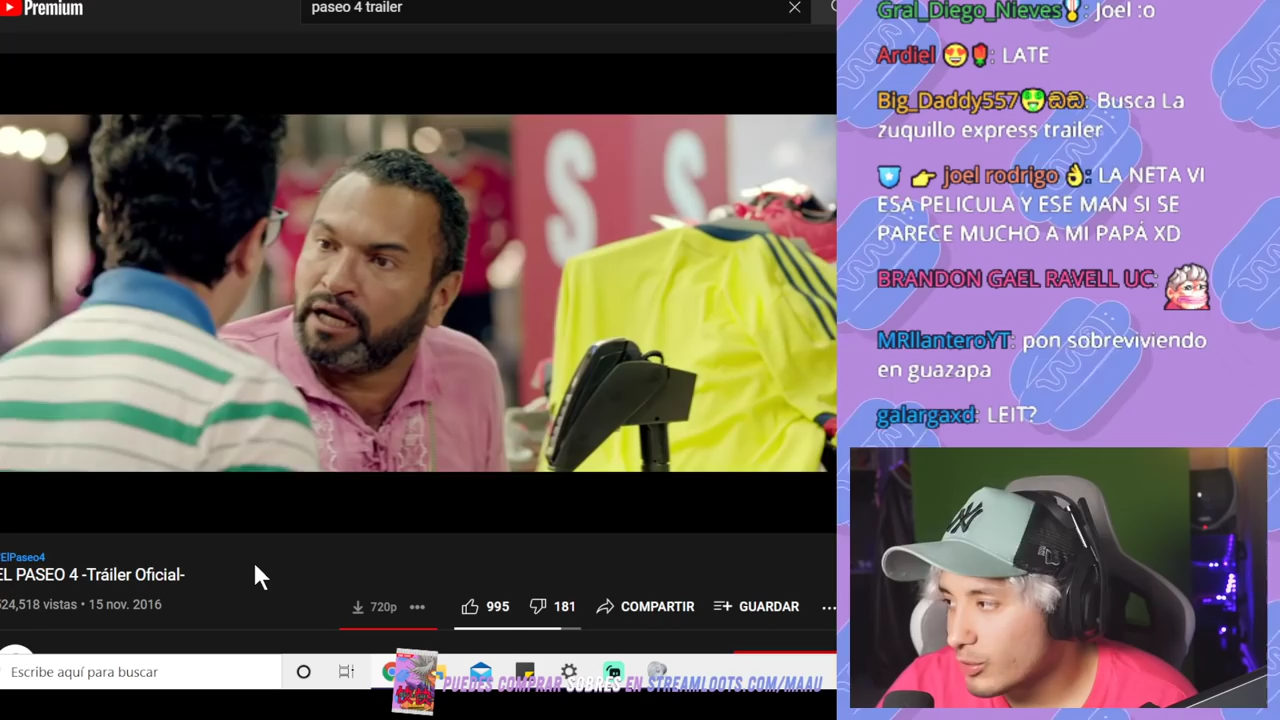 Premium
paseo 4 trailer
S S
ElPaseo4
EL PASEO 4 -Tráiler Oficial-
524,518 vistas • 15 nov. 2016
720p
995
181
COMPARTIR
GUARDAR
Escribe aquí para buscar
PUEDES COMPRAR SOBRES EN STREAMLOOTS.COM/MAAU
Gral_Diego_Nieves: Joel :o
Ardiel: LATE
Big_Daddy557: Busca La
zuquillo express trailer
joel rodrigo: LA NETA VI
ESA PELICULA Y ESE MAN SI SE
PARECE MUCHO A MI PAPÁ XD
BRANDON GAEL RAVELL UC:
MRllanteroYT: pon sobreviviendo
en guazapa
galargaxd: LEIT?
NY